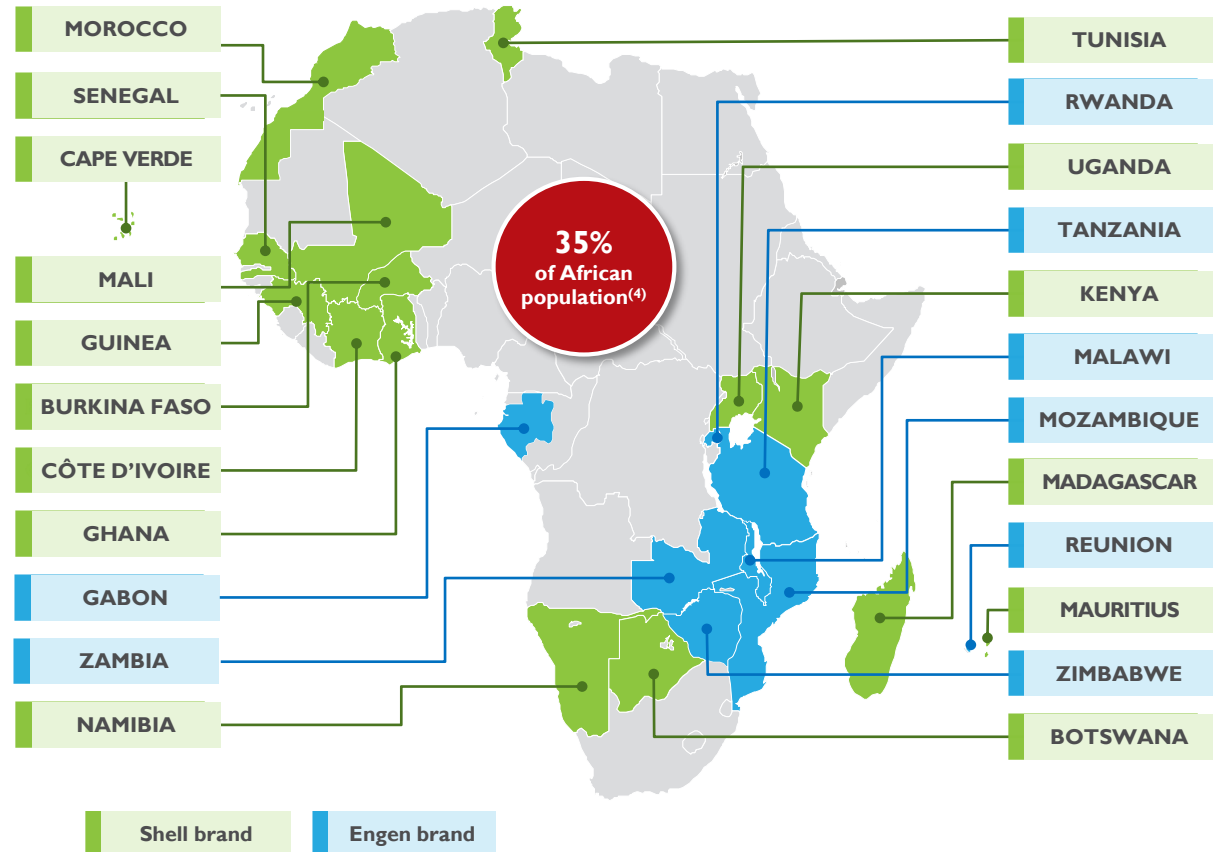 MOROCCO
SENEGAL
CAPE VERDE
MALI
GUINEA
BURKINA FASO
CÔTE D’IVOIRE
GHANA
GABON
ZAMBIA
NAMIBIA
35%
of African
population(4)
TUNISIA
RWANDA
UGANDA
TANZANIA
KENYA
MALAWI
MOZAMBIQUE
MADAGASCAR
REUNION
MAURITIUS
ZIMBABWE
BOTSWANA
Shell brand
Engen brand